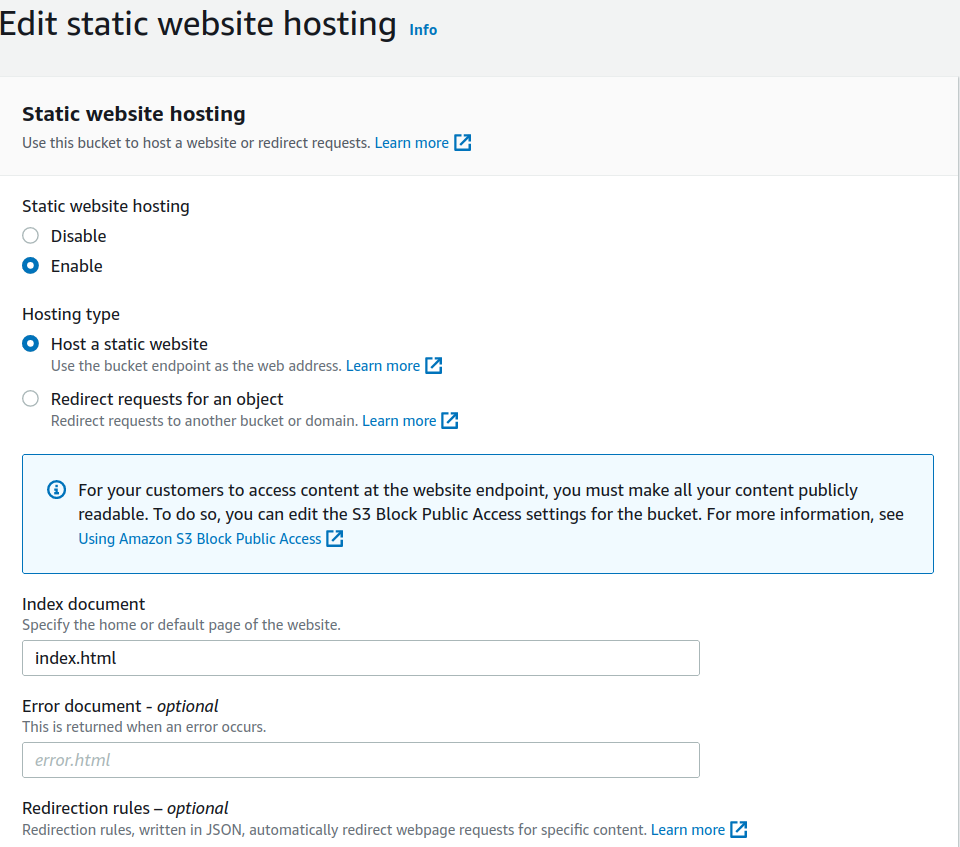 Edit static website hosting Info
Static website hosting
Use this bucket to host a website or redirect requests. Learn more
Static website hosting
Disable
Enable
Hosting type
Host a static website
Use the bucket endpoint as the web address. Learn more
Redirect requests for an object
Redirect requests to another bucket or domain. Learn more
For your customers to access content at the website endpoint, you must make all your content publicly
readable. To do so, you can edit the S3 Block Public Access settings for the bucket. For more information, see
Using Amazon S3 Block Public Access
Index document
Specify the home or default page of the website.
index.html
Error document - optional
This is returned when an error occurs.
error.html
Redirection rules – optional
Redirection rules, written in JSON, automatically redirect webpage requests for specific content. Learn more